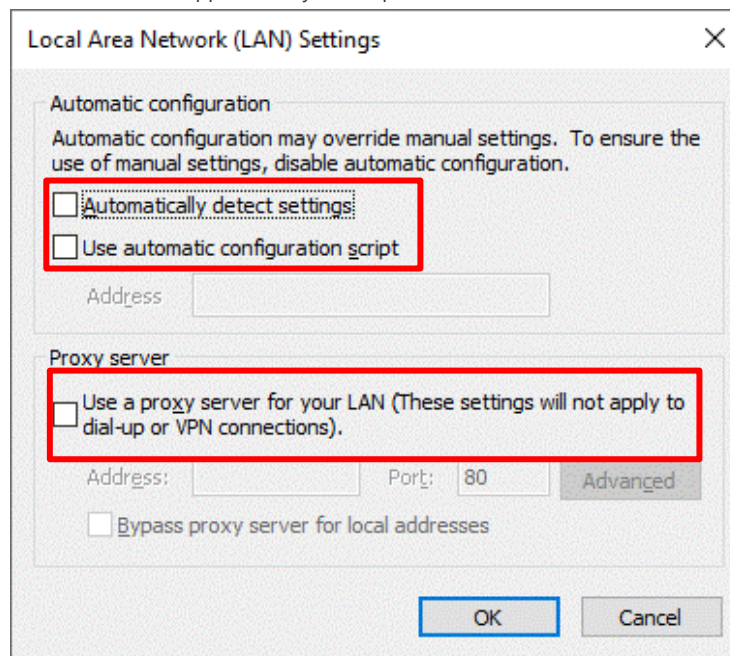 Local Area Network (LAN) Settings
Automatic configuration
Automatic configuration may override manual settings. To ensure the
use of manual settings, disable automatic configuration.
Automatically detect settings
Use automatic configuration script
Address
Proxy server
Use a proxy server for your LAN (These settings will not apply to
dial-up or VPN connections).
Address: Port: 80 Advanced
Bypass proxy server for local addresses
OK Cancel